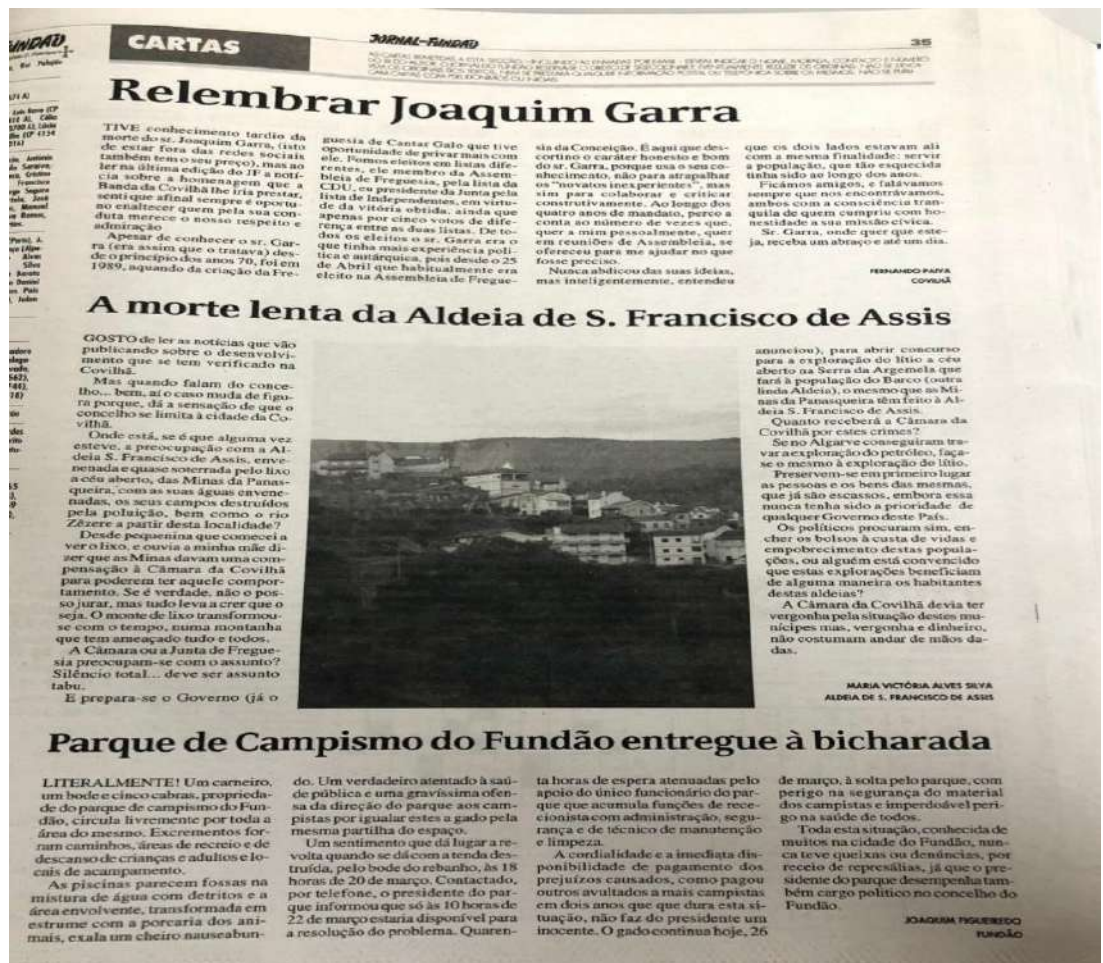 CARTAS
JORNAL-FUNDÃO
35
Relembrar Joaquim Garra
TIVE conhecimento tardio da
morte do sr. Joaquim Garra, (isto
de estar fora das redes sociais
também tem o seu preço), mas ao
ler na última edição do JF a notí-
cia sobre a homenagem que a
Banda da Covilhã lhe iria prestar,
senti que afinal sempre é oportu-
no enaltecer quem pela sua con-
duta merece o nosso respeito e
admiração
Apesar de conhecer o sr. Gar-
ra (era assim que o tratava) des-
de o princípio dos anos 70, foi em
1989, aquando da criação da Fre-
guesia de Cantar Galo que tive
oportunidade de privar mais com
ele. Fomos eleitos em listas dife-
rentes, ele membro da Assem-
bleia de Freguesia, pela lista da
CDU, eu presidente da Junta pela
lista de Independentes, em virtu-
de da vitória obtida, ainda que
apenas por cinco votos de dife-
rença entre as duas listas. De to-
dos os eleitos o sr. Garra era o
que tinha mais experiência polí-
tica e autárquica, pois desde o 25
de Abril que habitualmente era
eleito na Assembleia de Fregue-
sia da Conceição. E aqui que des-
cortino o caráter honesto e bom
do sr. Garra, porque usa o seu co-
nhecimento, não para atrapalhar
os "novatos inexperientes", mas
sim para colaborar e criticar
construtivamente. Ao longo dos
quatro anos de mandato, perco a
conta ao número de vezes que,
quer a mim pessoalmente, quer
em reuniões de Assembleia, se
ofereceu para me ajudar no que
fosse preciso.
Nunca abdicou das suas ideias,
mas inteligentemente, entendeu
que os dois lados estavam ali
com a mesma finalidade: servir
a população, que tão esquecida
tinha sido ao longo dos anos.
Ficámos amigos, e falávamos
sempre que nos encontrávamos,
ambos com a consciência tran-
quila de quem cumpriu com ho-
nestidade a sua missão cívica.
Sr. Garra, onde quer que este-
ja, receba um abraço e até um dia.
FERNANDO PAIVA
COVILHÃ
A morte lenta da Aldeia de S. Francisco de Assis
GOSTO de ler as notícias que vão
publicando sobre o desenvolvi-
mento que se tem verificado na
Covilhã.
Mas quando falam do conce-
lho... bem, aí o caso muda de figu-
ra porque, dá a sensação de que o
concelho se limita à cidade da Co-
vilhã.
Onde está, se é que alguma vez
esteve, a preocupação com a Al-
deia S. Francisco de Assis, enve-
nenada e quase soterrada pelo lixo
a céu aberto, das Minas da Panas-
queira, com as suas águas envene-
nadas, os seus campos destruídos
pela poluição, bem como o rio
Zêzere a partir desta localidade?
Desde pequenina que comecei a
ver o lixo, e ouvia a minha mãe di-
zer que as Minas davam uma com-
pensação à Câmara da Covilhã
para poderem ter aquele compor-
tamento. Se é verdade, não o pos-
so jurar, mas tudo leva a crer que o
seja. O monte de lixo transformou-
se com o tempo, numa montanha
que tem ameaçado tudo e todos.
A Câmara ou a Junta de Fregue-
sia preocupam-se com o assunto?
Silêncio total... deve ser assunto
tabu.
E prepara-se o Governo (já o
anunciou), para abrir concurso
para a exploração do lítio a céu
aberto na Serra da Argemela que
fará à população do Barco (outra
linda Aldeia), o mesmo que as Mi-
nas da Panasqueira têm feito à Al-
deia S. Francisco de Assis.
Quanto receberá a Câmara da
Covilhã por estes crimes?
Se no Algarve conseguiram tra-
var a exploração do petróleo, faça-
se o mesmo à exploração do lítio.
Preservem-se em primeiro lugar
as pessoas e os bens das mesmas,
que já são escassos, embora essa
nunca tenha sido a prioridade de
qualquer Governo deste País.
Os políticos procuram sim, en-
cher os bolsos à custa de vidas e
empobrecimento destas popula-
ções, ou alguém está convencido
que estas explorações beneficiam
de alguma maneira os habitantes
destas aldeias?
A Câmara da Covilhã devia ter
vergonha pela situação destes mu-
nícipes mas, vergonha e dinheiro,
não costumam andar de mãos da-
das.
MARIA VICTÓRIA ALVES SILVA
ALDEIA DE S. FRANCISCO DE ASSIS
Parque de Campismo do Fundão entregue à bicharada
LITERALMENTE! Um carneiro,
um bode e cinco cabras, proprieda-
de do parque de campismo do Fun-
dão, circula livremente por toda a
área do mesmo. Excrementos for-
ram caminhos, áreas de recreio e de
descanso de crianças e adultos e lo-
cais de acampamento.
As piscinas parecem fossas na
mistura de água com detritos e a
área envolvente, transformada em
estrume com a porcaria dos ani-
mais, exala um cheiro nauseabun-
do. Um verdadeiro atentado à saú-
de pública e uma gravíssima ofen-
sa da direção do parque aos cam-
pistas por igualar estes a gado pela
mesma partilha do espaço.
Um sentimento que dá lugar a re-
volta quando se dá com a tenda des-
truída, pelo bode do rebanho, às 18
horas de 20 de março. Contactado,
por telefone, o presidente do par-
que informou que só às 10 horas de
22 de março estaria disponível para
a resolução do problema. Quaren-
ta horas de espera atenuadas pelo
apoio do único funcionário do par-
que que acumula funções de rece-
cionista com administração, segu-
rança e de técnico de manutenção
e limpeza.
A cordialidade e a imediata dis-
ponibilidade de pagamento dos
prejuízos causados, como pagou
outros avultados a mais campistas
em dois anos que que dura esta si-
tuação, não faz do presidente um
inocente. O gado continua hoje, 26
de março, à solta pelo parque, com
perigo na segurança do material
dos campistas e imperdoável peri-
go na saúde de todos.
Toda esta situação, conhecida de
muitos na cidade do Fundão, nun-
ca teve queixas ou denúncias, por
receio de represálias, já que o pre-
sidente do parque desempenha tam-
bém cargo político no concelho do
Fundão.
JOAQUIM FIGUEIREDO
FUNDÃO